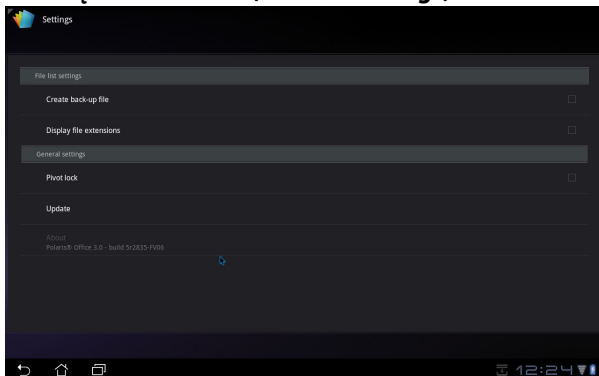 Settings
File list settings
Create back-up file
Display file extensions
General settings
Pivot lock
Update
About
Polaris® Office 3.0 - build 5r2835-FV06
12:24